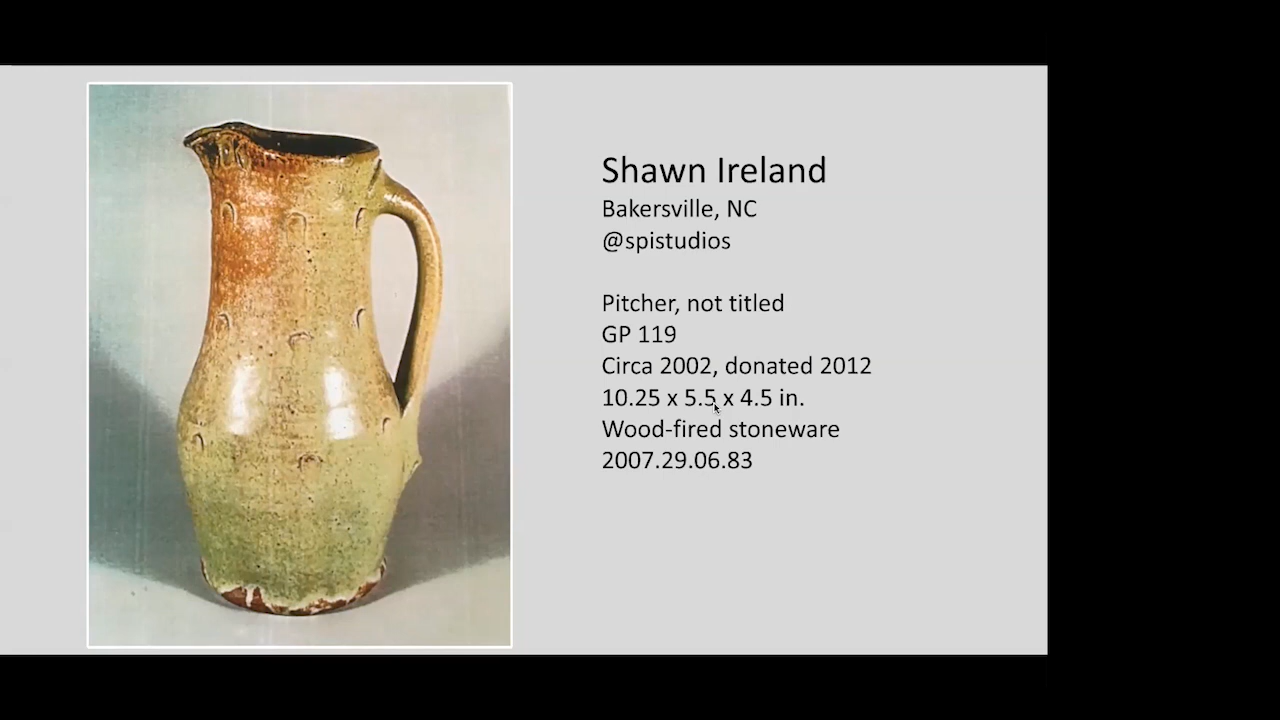 Shawn Ireland
Bakersville, NC
@spistudios
Pitcher, not titled
GP 119
Circa 2002, donated 2012
10.25 x 5.5 x 4.5 in.
Wood-fired stoneware
2007.29.06.83